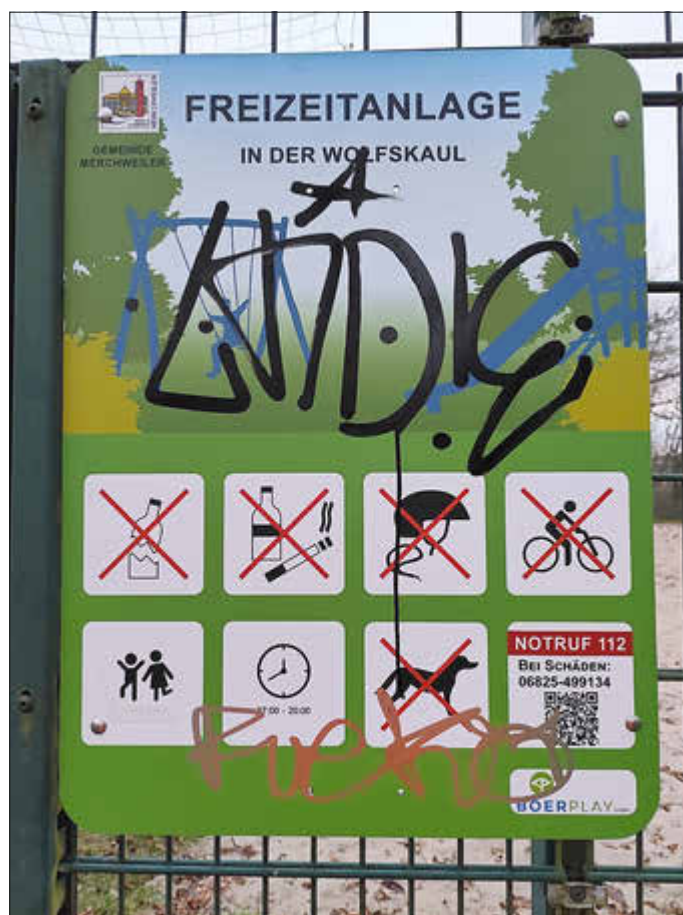 FREIZEITANLAGE
GEMEINDE
MERCHWEILER
IN DER WOLFSKAUL
07:00 - 20:00
NOTRUF 112
BEI SCHÄDEN:
06825-499134
BOERPLAY